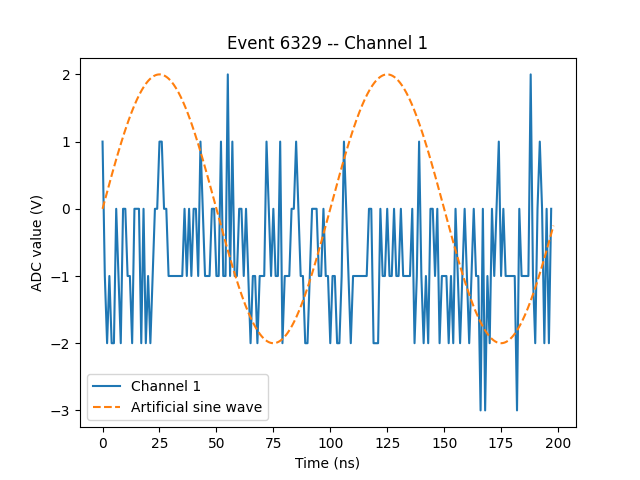 Event 6329 -- Channel 1
ADC value (V)
2
1
0
−1
−2
−3
Channel 1
Artificial sine wave
0 25 50 75 100 125 150 175 200
Time (ns)